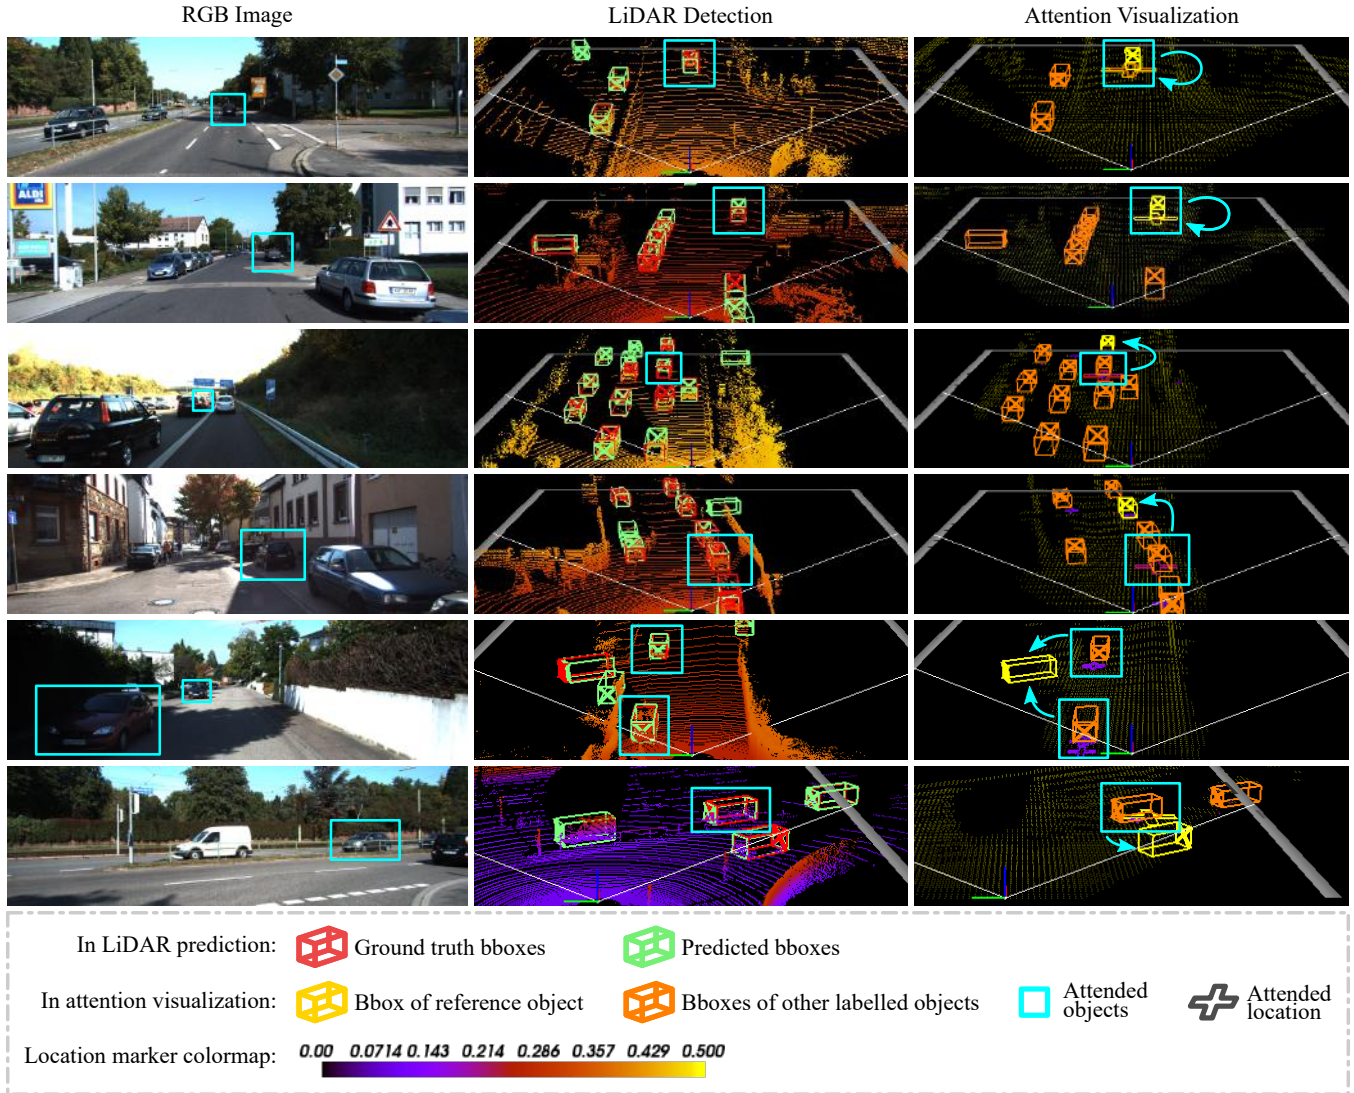 RGB Image
LiDAR Detection
Attention Visualization
ALDI
In LiDAR prediction:
Ground truth bboxes
Predicted bboxes
In attention visualization:
Bbox of reference object
Bboxes of other labelled objects
Attended
objects
Attended
location
Location marker colormap:
0.00 0.0714 0.143 0.214 0.286 0.357 0.429 0.500